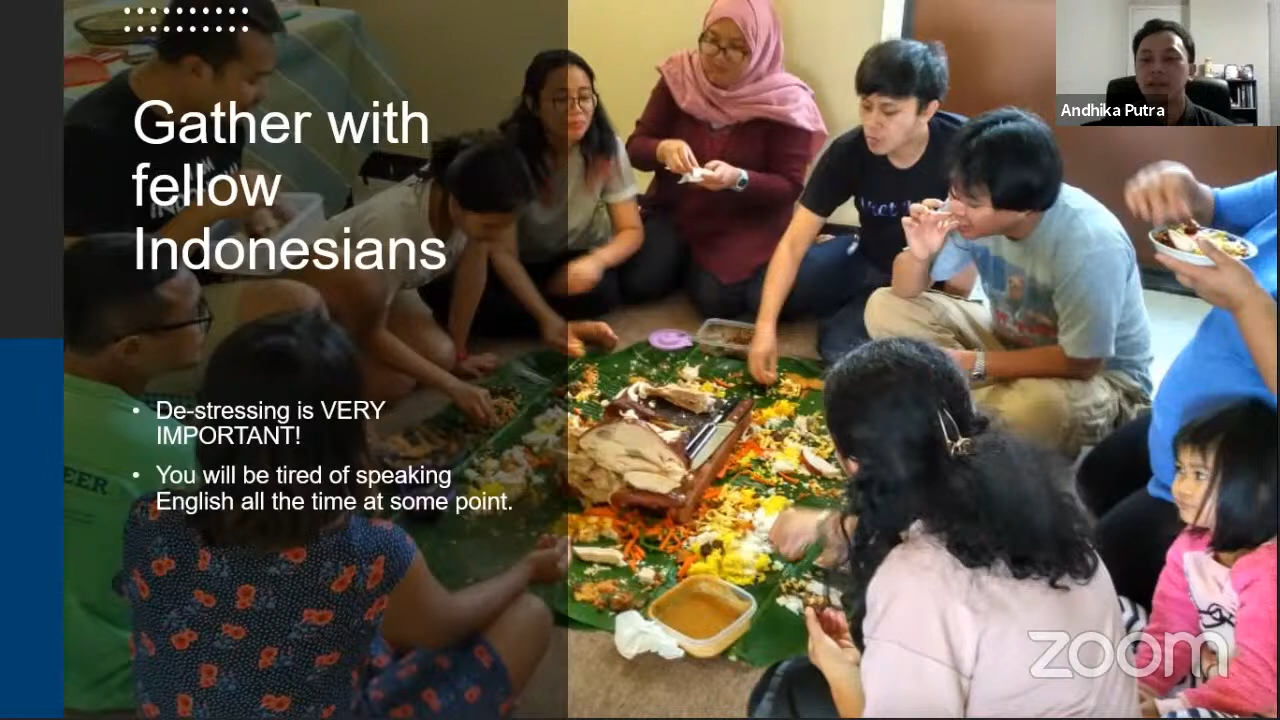 Gather with
fellow
Indonesians
• De-stressing is VERY
IMPORTANT!
• You will be tired of speaking
English all the time at some point.
Andhika Putra
zoom